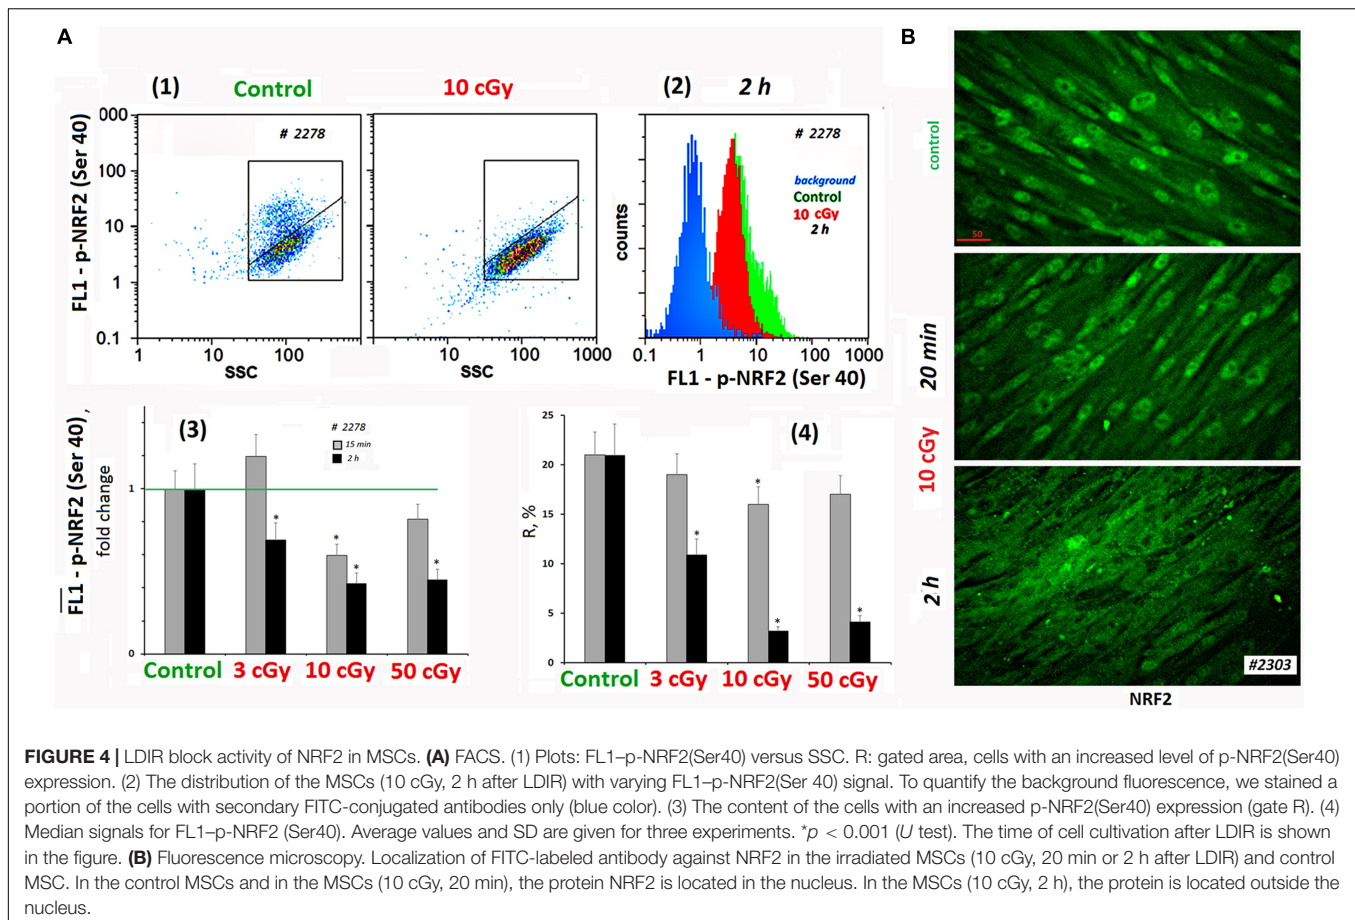 A
B
(1)
Control
10 cGy
(2)
2 h
FL1 - p-NRF2 (Ser 40)
000
100
10
1
0.1
# 2278
1
10
100
SSC
10
100
1000
SSC
counts
# 2278
background
Control
10 cGy
2 h
0.1
1
10
100
1000
FL1 - p-NRF2 (Ser 40)
FL1 - p-NRF2 (Ser 40) ,
fold change
(3)
# 2278
15 min
2 h
1
0
*
*
*
*
Control
3 cGy
10 cGy
50 cGy
R, %
25
20
15
10
5
0
(4)
*
*
*
*
Control
3 cGy
10 cGy
50 cGy
control
50
20 min
10 cGy
2 h
#2303
NRF2
FIGURE 4 | LDIR block activity of NRF2 in MSCs. (A) FACS. (1) Plots: FL1–p-NRF2(Ser40) versus SSC. R: gated area, cells with an increased level of p-NRF2(Ser40)
expression. (2) The distribution of the MSCs (10 cGy, 2 h after LDIR) with varying FL1–p-NRF2(Ser 40) signal. To quantify the background fluorescence, we stained a
portion of the cells with secondary FITC-conjugated antibodies only (blue color). (3) The content of the cells with an increased p-NRF2(Ser40) expression (gate R). (4)
Median signals for FL1–p-NRF2 (Ser40). Average values and SD are given for three experiments. *p < 0.001 (U test). The time of cell cultivation after LDIR is shown
in the figure. (B) Fluorescence microscopy. Localization of FITC-labeled antibody against NRF2 in the irradiated MSCs (10 cGy, 20 min or 2 h after LDIR) and control
MSC. In the control MSCs and in the MSCs (10 cGy, 20 min), the protein NRF2 is located in the nucleus. In the MSCs (10 cGy, 2 h), the protein is located outside the
nucleus.